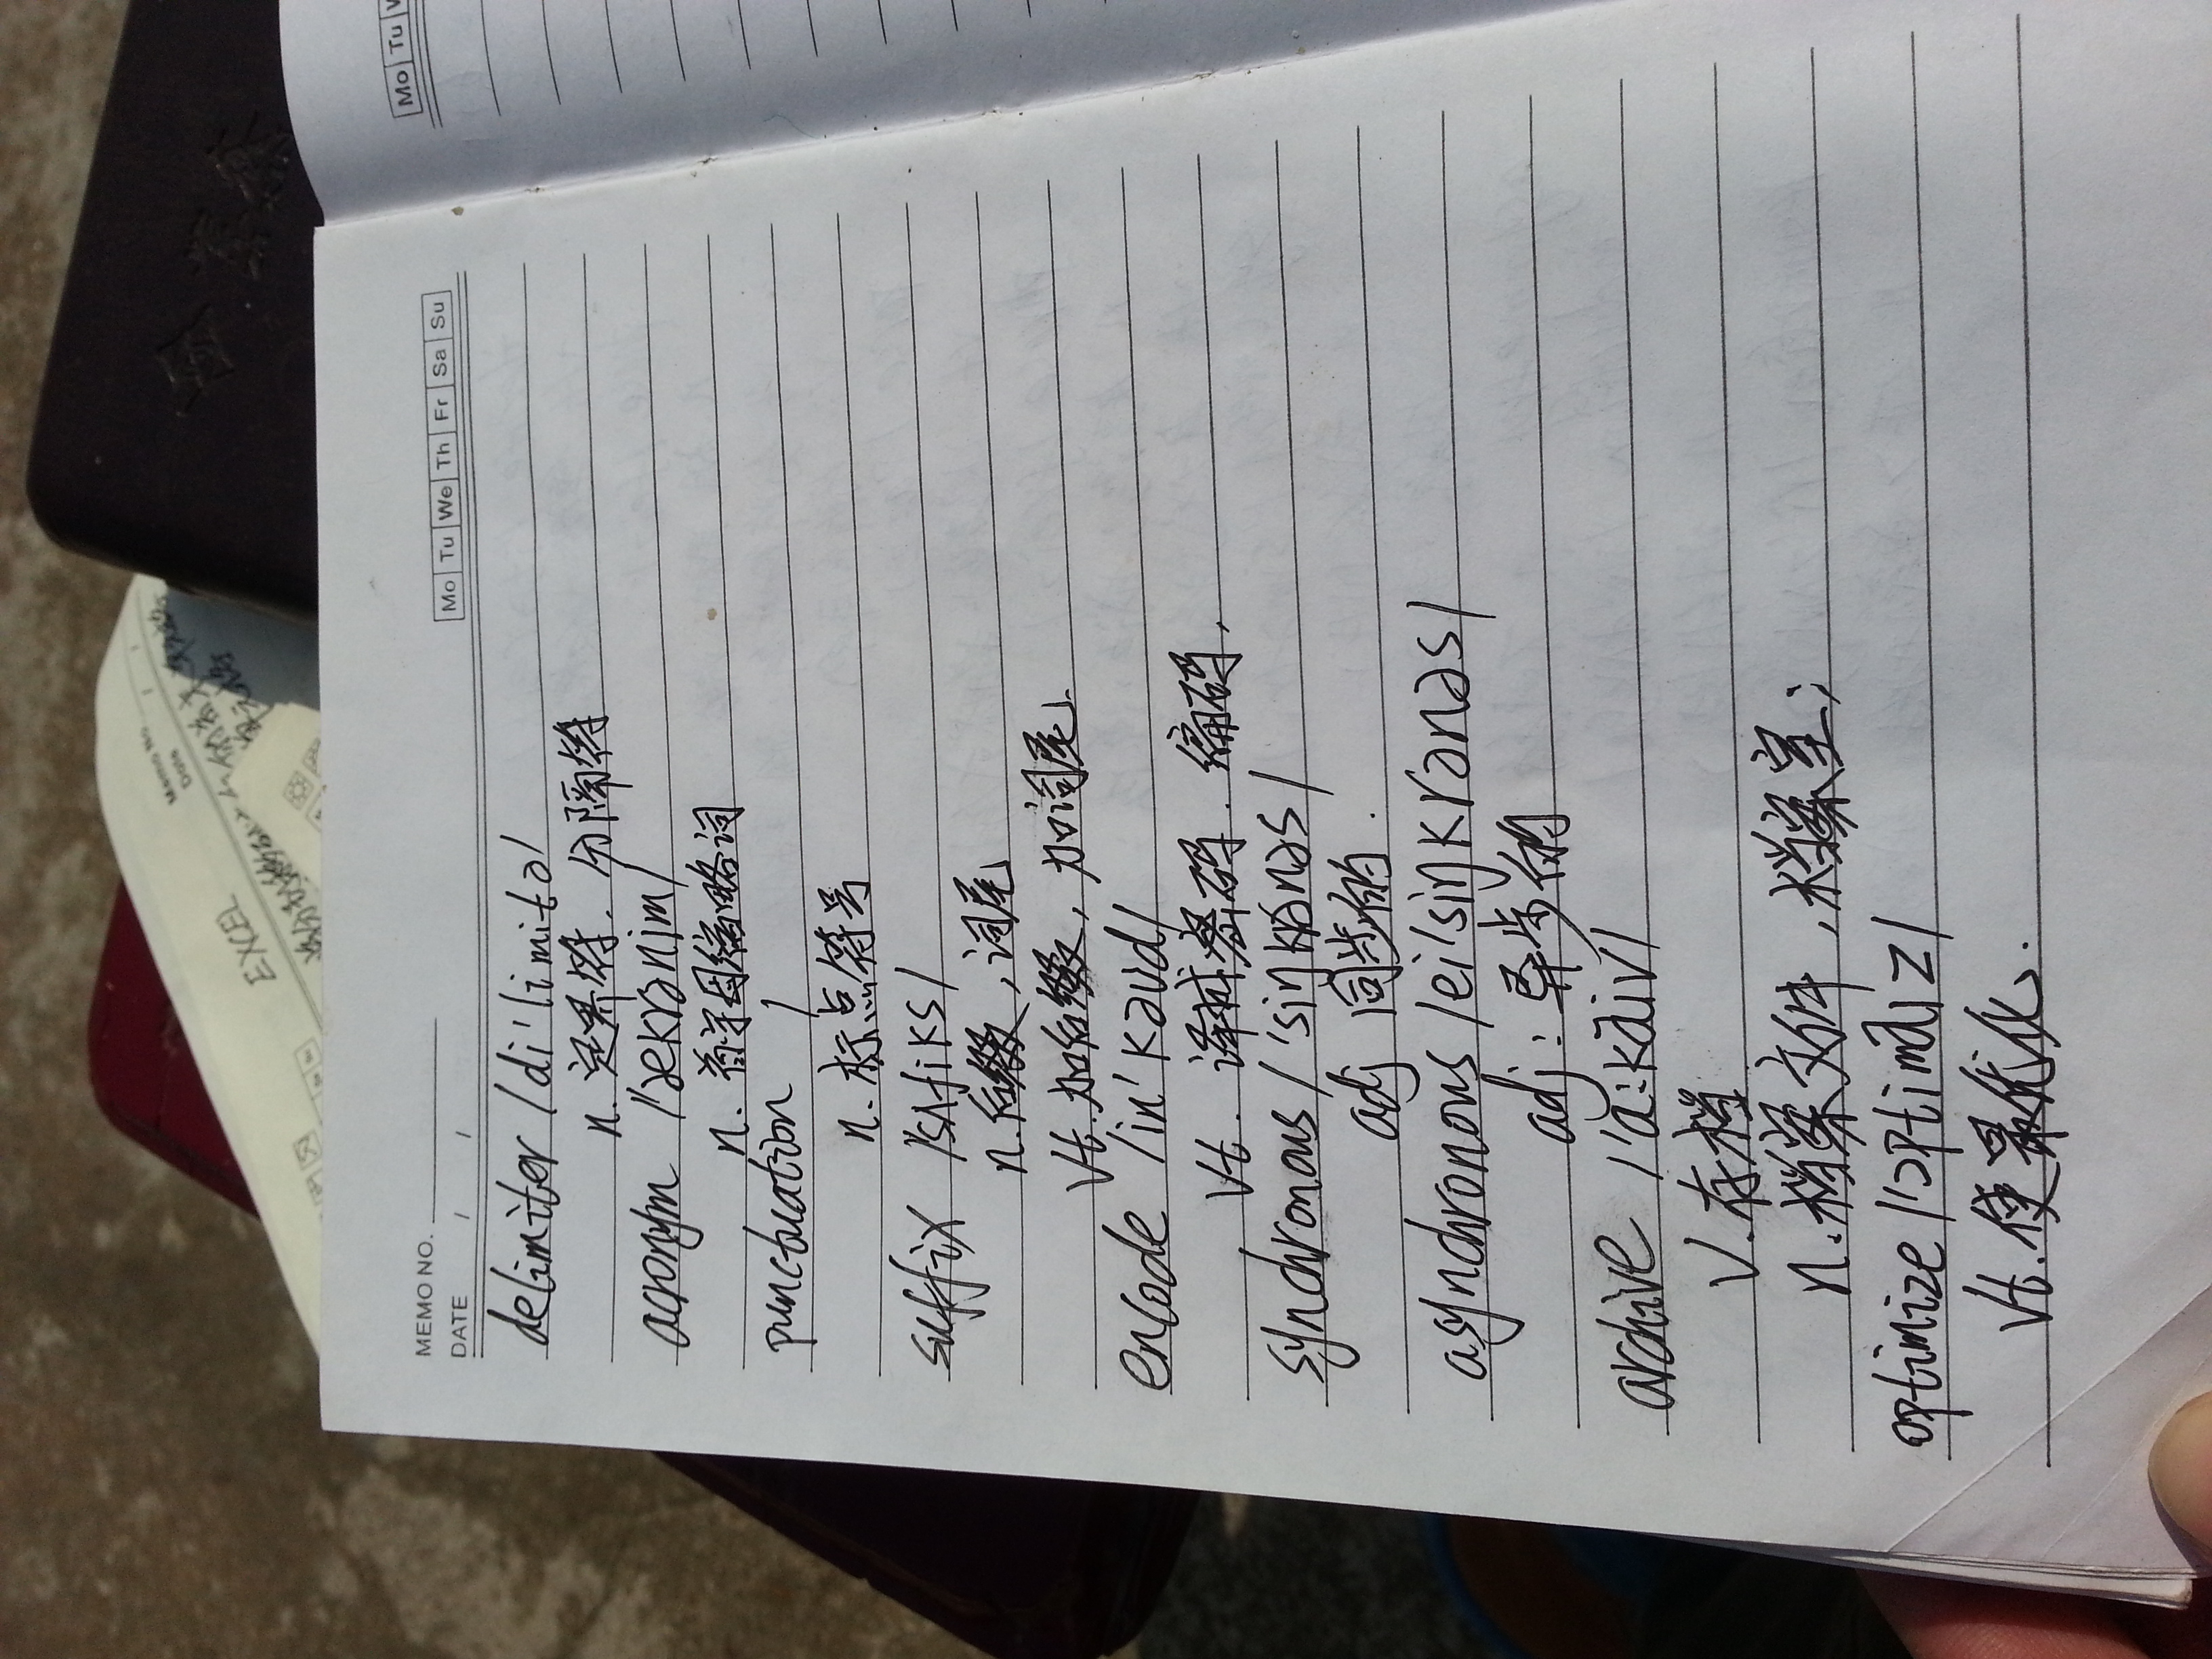 EXCEL
Memo No.
Date / /
单元格
MEMO NO.
DATE / /
Mo Tu We Th Fr Sa Su
Mo Tu
delimiter /di'limitə/
n. 定界符. 分隔符
acronym /'ækrənim/
n. 首字母缩略词
punctuation /
n. 标点符号
suffix /'sʌfiks/
n. 后缀, 词尾
vt. 加后缀, 加词尾.
encode /in'kəud/
vt. 译成密码. 编码,
synchronous /'siŋkrənəs/
adj 同步的.
asynchronous /ei'siŋkrənəs/
adj: 异步的
archive /'a:kaiv/
V. 存档
n. 档案文件, 档案室;
optimize /'ɔptimaiz/
Vt. 使最优化.